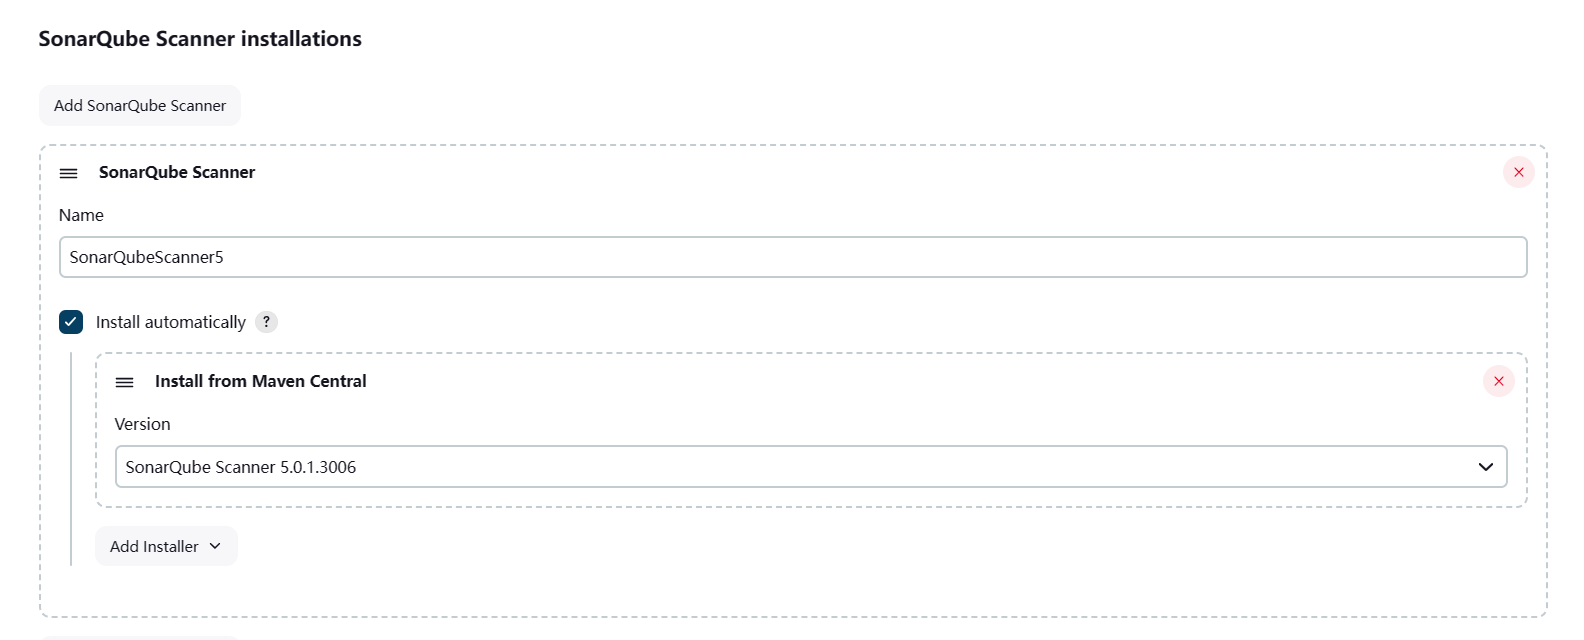 SonarQube Scanner installations
Add SonarQube Scanner
SonarQube Scanner
Name
SonarQubeScanner5
Install automatically ?
Install from Maven Central
Version
SonarQube Scanner 5.0.1.3006
Add Installer